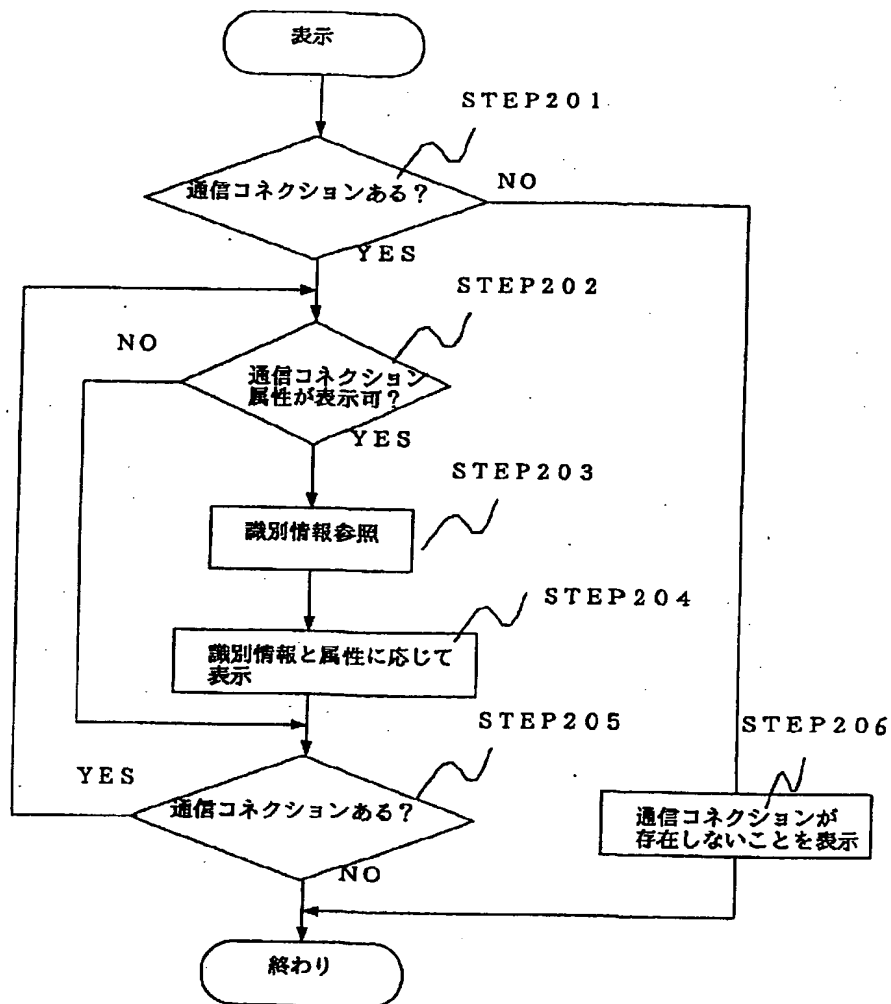 表示
STEP201
通信コネクションある?
NO
YES
STEP202
NO
通信コネクション
属性が表示可?
YES
STEP203
識別情報参照
STEP204
識別情報と属性に応じて
表示
STEP205
STEP206
YES
通信コネクションある?
通信コネクションが
存在しないことを表示
NO
終わり